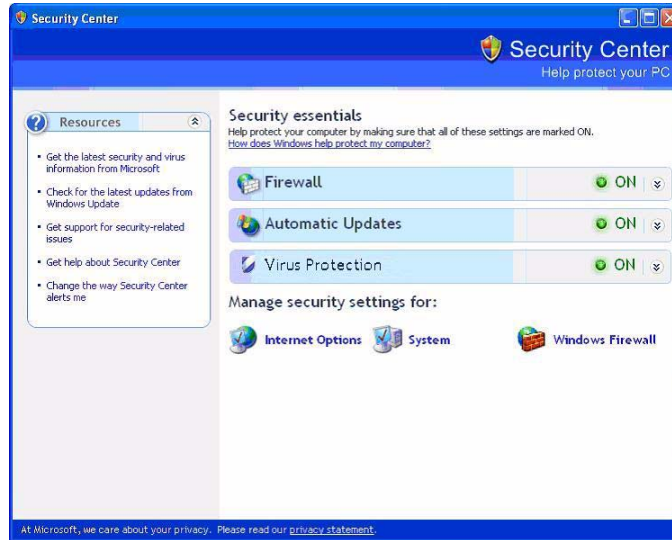 Security Center
Security Center
Help protect your PC
Resources
Get the latest security and virus
information from Microsoft
Check for the latest updates from
Windows Update
Get support for security-related
issues
Get help about Security Center
Change the way Security Center
alerts me
Security essentials
Help protect your computer by making sure that all of these settings are marked ON.
How does Windows help protect my computer?
Firewall ON
Automatic Updates ON
Virus Protection ON
Manage security settings for:
Internet Options System Windows Firewall
At Microsoft, we care about your privacy. Please read our privacy statement.